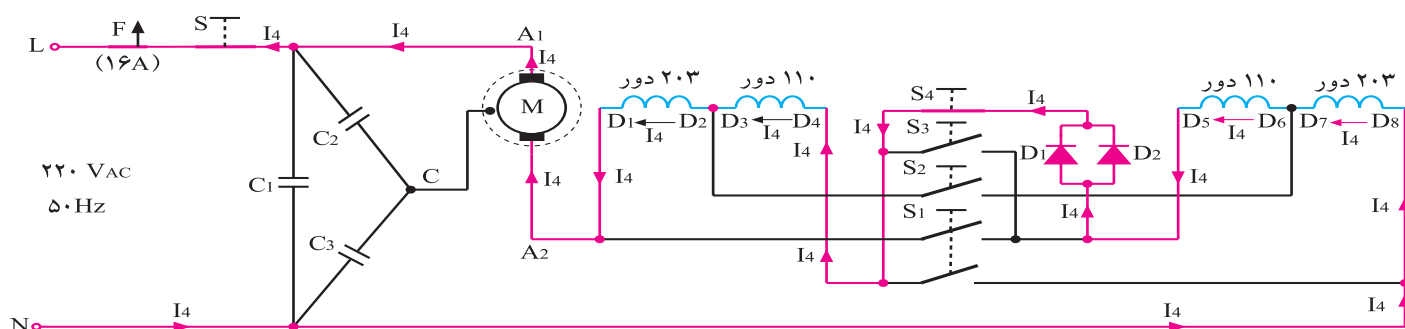 L F S I4 I4 A1
(۱۶A)
I4
M
۲۰۳ دور ۱۱۰ دور
D1 I4 D2 D3 I4 D4
S4 I4
S3
I4
S2
S1
D1 D2
۱۱۰ دور ۲۰۳ دور
D5 I4 D6 D7 I4 D8
C2
C1
C
C3
۲۲۰ VAC
۵۰Hz
I4 I4 I4 I4 I4 I4
A2 I4 I4
N I4 I4